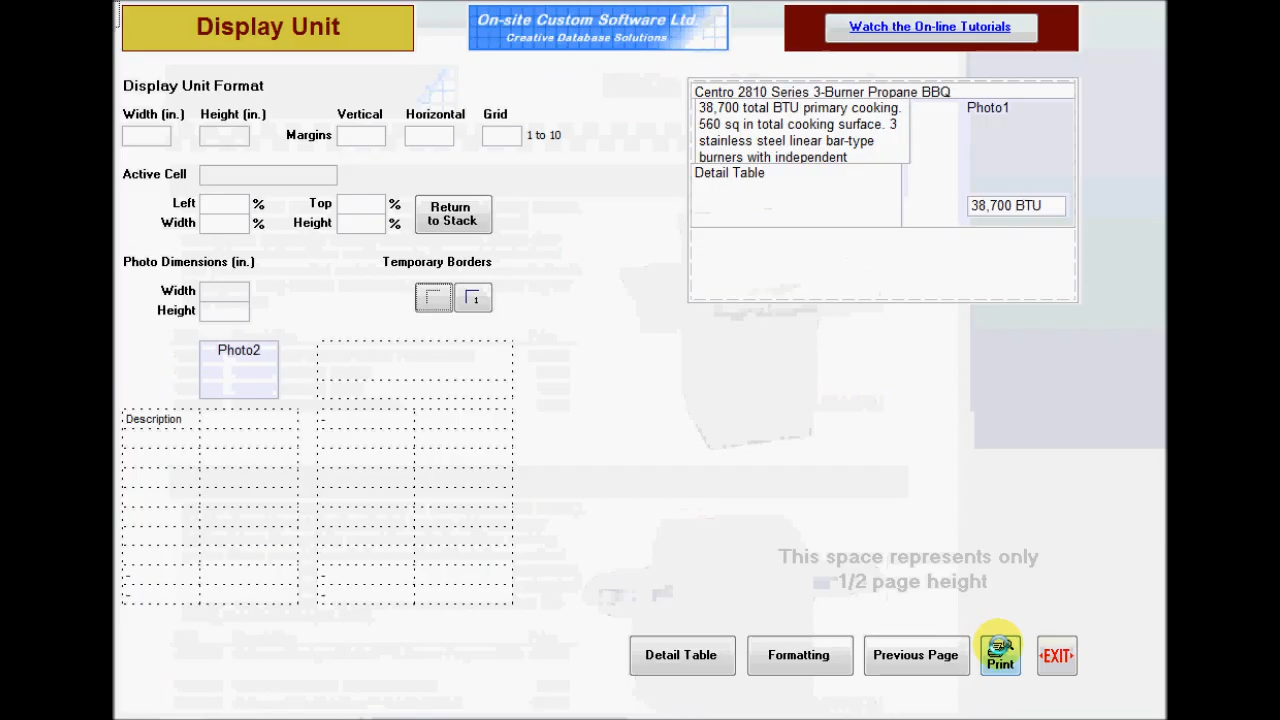 Display Unit
On-site Custom Software Ltd.
Creative Database Solutions
Watch the On-line Tutorials
Display Unit Format
Width (in.) Height (in.) Vertical Horizontal Grid
Margins 1 to 10
Active Cell
Left % Top %
Width % Height %
Return
to Stack
Photo Dimensions (in.) Temporary Borders
Width
Height
1
Photo2
Description -
-
-
-
Centro 2810 Series 3-Burner Propane BBQ
38,700 total BTU primary cooking.
560 sq in total cooking surface. 3
stainless steel linear bar-type
burners with independent
Photo1
Detail Table
38,700 BTU
This space represents only
1/2 page height
Detail Table Formatting Previous Page Print EXIT